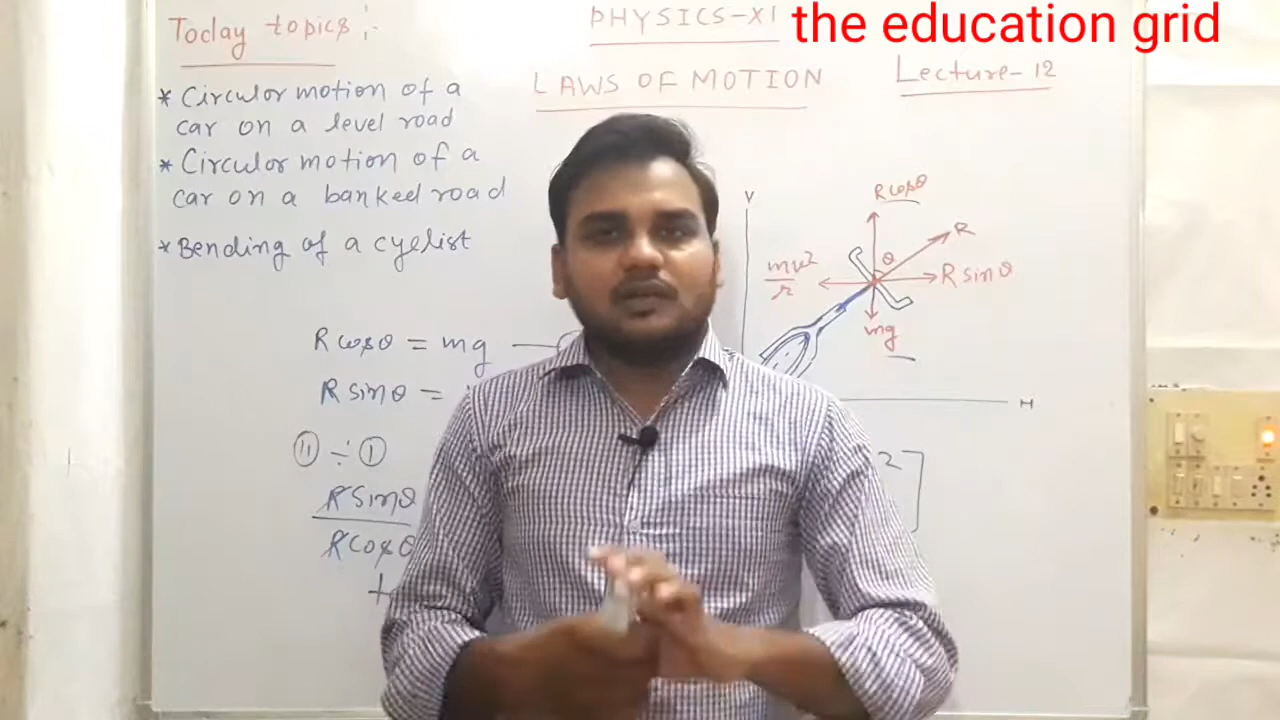 the education grid
Today topics :-
PHYSICS-XI
LAWS OF MOTION
Lecture-12
* Circular motion of a
car on a level road
* Circular motion of a
car on a banked road
* Bending of a cyclist
R cosθ = mg
R sinθ =
(ii) ÷ (1)
R sinθ
R cosθ
V
R cosθ
R
θ
mv²
r
R sinθ
mg
H
2 ]